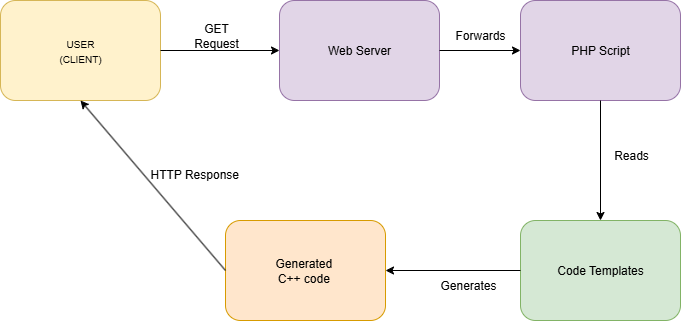 USER
(CLIENT)
GET
Request
Web Server
Forwards
PHP Script
Reads
HTTP Response
Generated
C++ code
Generates
Code Templates